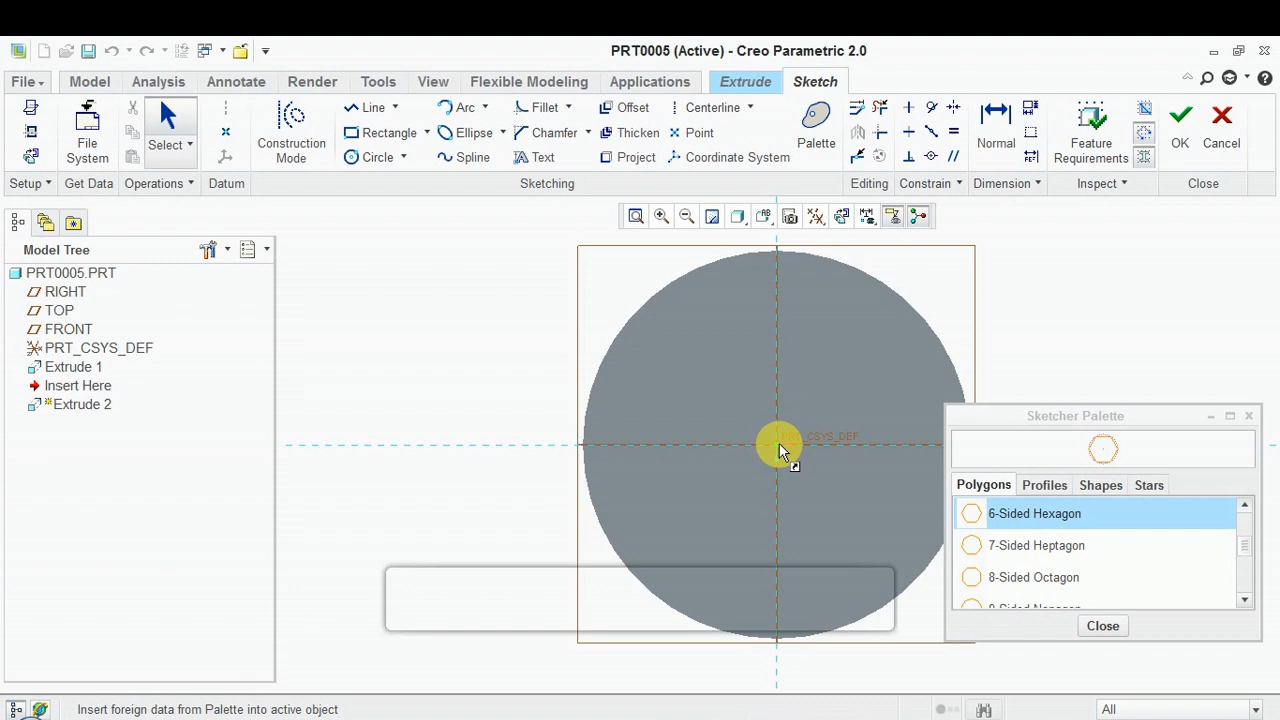 PRT0005 (Active) - Creo Parametric 2.0
File Model Analysis Annotate Render Tools View Flexible Modeling Applications Extrude Sketch
Line Arc Fillet Offset Centerline
Rectangle Ellipse Chamfer Thicken Point
Circle Spline Text Project Coordinate System
File System
Select
Construction Mode
Palette
Normal
Feature Requirements
OK
Cancel
Setup Get Data Operations Datum Sketching Editing Constrain Dimension Inspect Close
Model Tree
PRT0005.PRT
RIGHT
TOP
FRONT
PRT_CSYS_DEF
Extrude 1
Insert Here
Extrude 2
PRT_CSYS_DEF
Sketcher Palette
Polygons Profiles Shapes Stars
6-Sided Hexagon
7-Sided Heptagon
8-Sided Octagon
9-Sided Nonagon
Close
Insert foreign data from Palette into active object
All